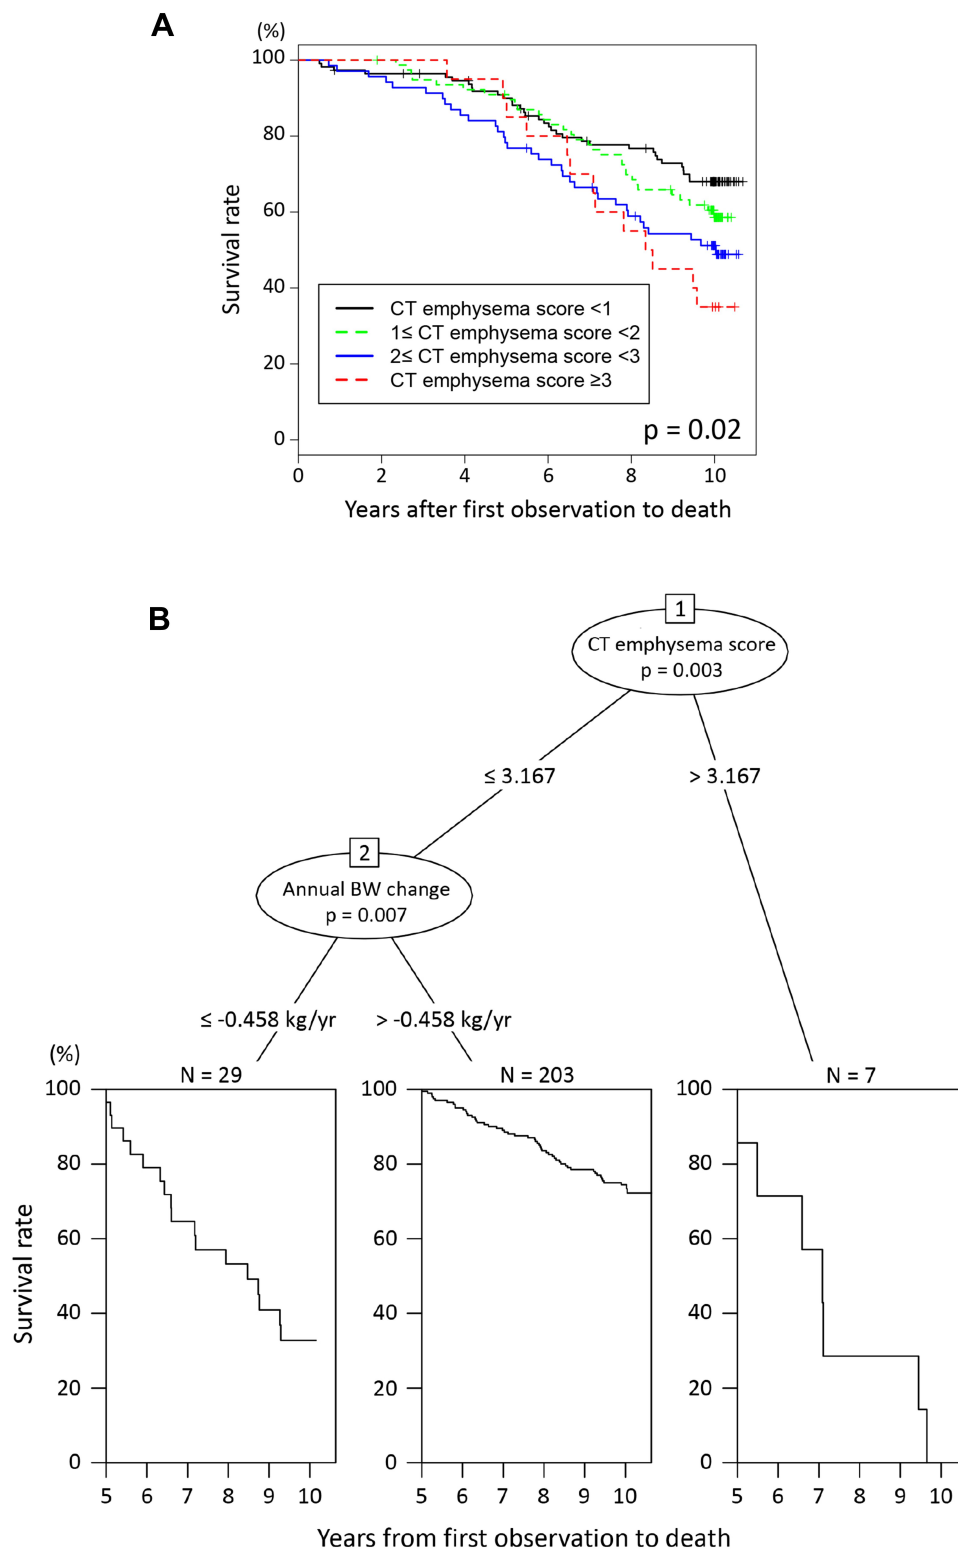 A
(%)
100
80
60
40
20
0
Survival rate
CT emphysema score <1
1≤ CT emphysema score <2
2≤ CT emphysema score <3
CT emphysema score ≥3
p = 0.02
0 2 4 6 8 10
Years after first observation to death
B
1
CT emphysema score
p = 0.003
≤ 3.167 > 3.167
2
Annual BW change
p = 0.007
≤ -0.458 kg/yr > -0.458 kg/yr
(%)
N = 29 N = 203 N = 7
100 100 100
80 80 80
60 60 60
40 40 40
20 20 20
0 0 0
Survival rate
5 6 7 8 9 10 5 6 7 8 9 10 5 6 7 8 9 10
Years from first observation to death